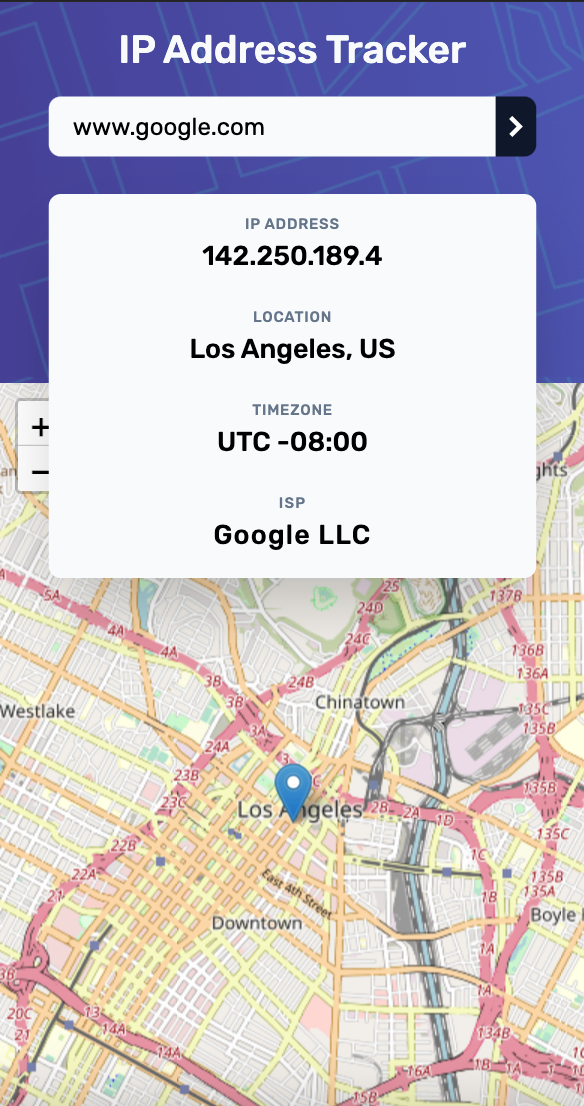 IP Address Tracker
www.google.com
IP ADDRESS
142.250.189.4
LOCATION
Los Angeles, US
TIMEZONE
UTC -08:00
+
−
ISP
Google LLC
ghts
5A
25
24D
137B
4A
4A
24C
136B
3B
24B
136A
3B
Chinatown
Westlake
135C
135B
24A
3A
23B
23C
135B
Los Angeles
2B
2A
1D
22B
135C
1C
22A
East 4th Street
135B
135A
21
1B
Boyle
Downtown
1A
3B
1A
20C
13
21
14A
134B
14A
16A
1B
1A
15B